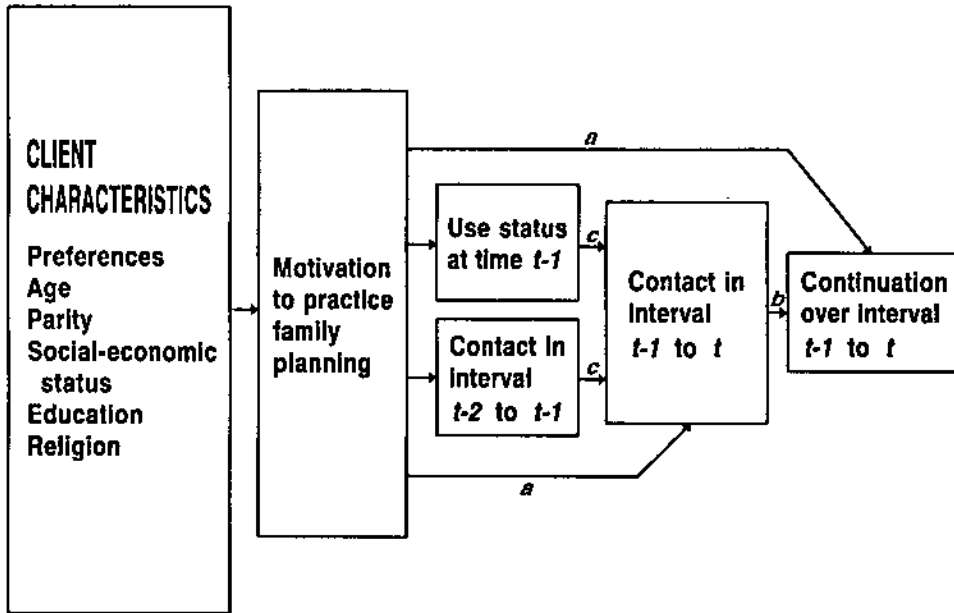 CLIENT
CHARACTERISTICS
Preferences
Age
Parity
Social-economic
status
Education
Religion
Motivation
to practice
family
planning
a
Use status
at time t-1
c
Contact in
interval
t-2 to t-1
c
a
Contact in
Interval
t-1 to t
b
Continuation
over interval
t-1 to t